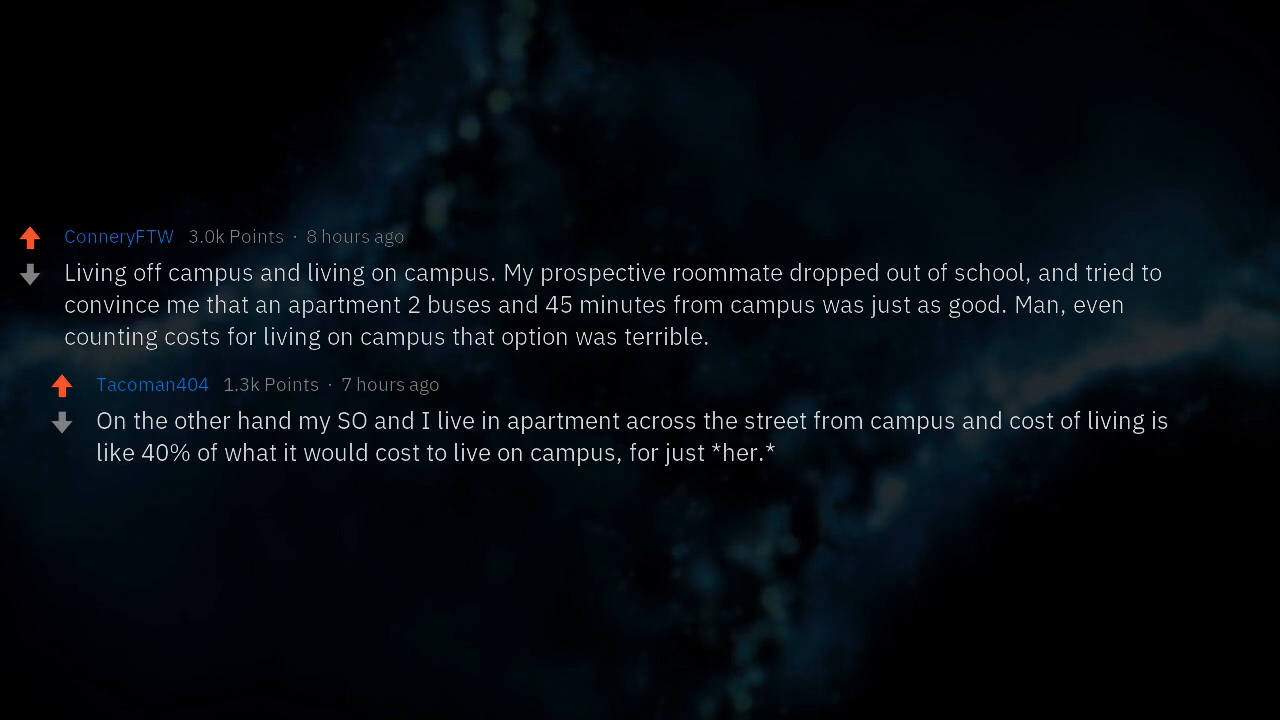 ConneryFTW 3.0k Points · 8 hours ago
Living off campus and living on campus. My prospective roommate dropped out of school, and tried to
convince me that an apartment 2 buses and 45 minutes from campus was just as good. Man, even
counting costs for living on campus that option was terrible.
Tacoman404 1.3k Points · 7 hours ago
On the other hand my SO and I live in apartment across the street from campus and cost of living is
like 40% of what it would cost to live on campus, for just *her.*